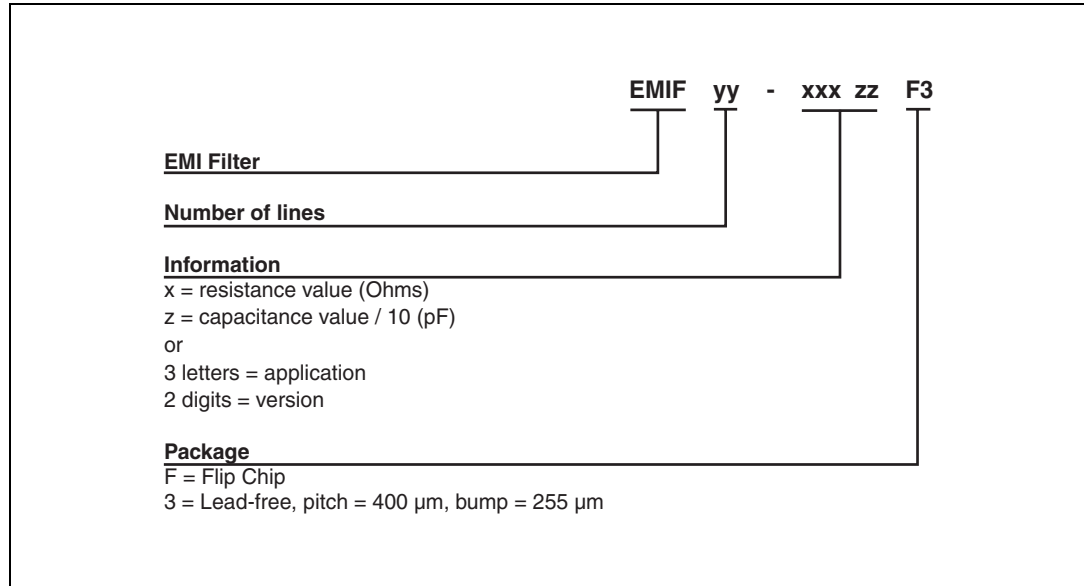 EMIF yy - xxx zz F3
EMI Filter
Number of lines
Information
x = resistance value (Ohms)
z = capacitance value / 10 (pF)
or
3 letters = application
2 digits = version
Package
F = Flip Chip
3 = Lead-free, pitch = 400 µm, bump = 255 µm